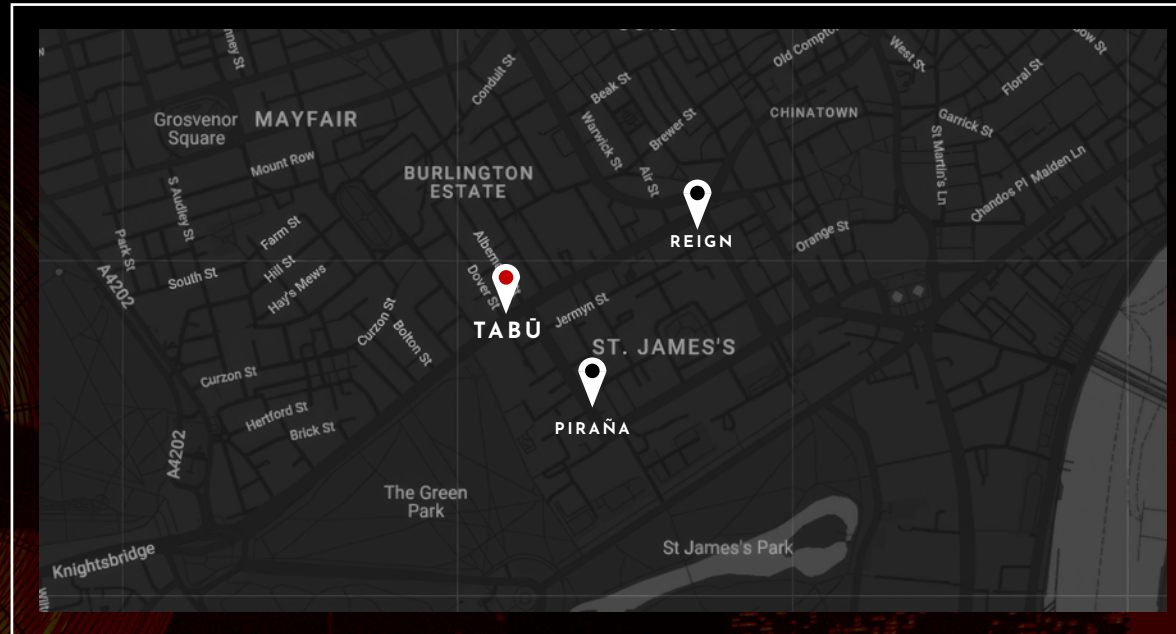 Conduit St
Old Compton
West St
Beak St
Floral St
Grosvenor
Square
MAYFAIR
Warwick St
Brewer St
CHINATOWN
Garrick St
Mount Row
St Martin's Ln
Maiden Ln
BURLINGTON
ESTATE
Air St
S Audley St
Chandos Pl
REIGN
Park St
Farm St
Orange St
A4202
South St
Hill St
Hay's Mews
Dover St
Jermyn St
Curzon St
Bolton St
TABŪ
ST. JAMES'S
Curzon St
Hertford St
Brick St
PIRAÑA
A4202
The Green
Park
St James's Park
Knightsbridge